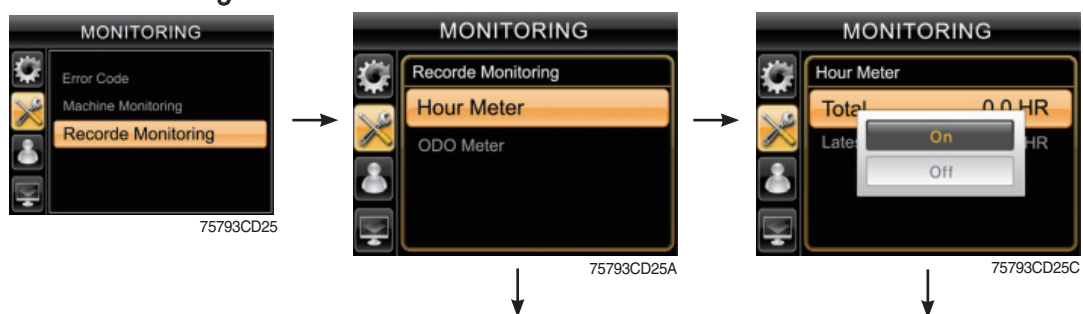 MONITORING
Error Code
Machine Monitoring
Recorde Monitoring
75793CD25
MONITORING
Recorde Monitoring
Hour Meter
ODO Meter
75793CD25A
MONITORING
Hour Meter
Total 0.0 HR
HR
On
Off
75793CD25C